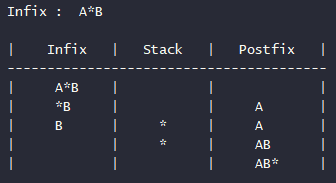 Infix :  A*B
|    Infix   |   Stack   |   Postfix   |
----------------------------------------
|     A*B    |           |             |
|     *B     |           |     A       |
|     B      |     *     |     A       |
|            |     *     |     AB      |
|            |           |     AB*     |